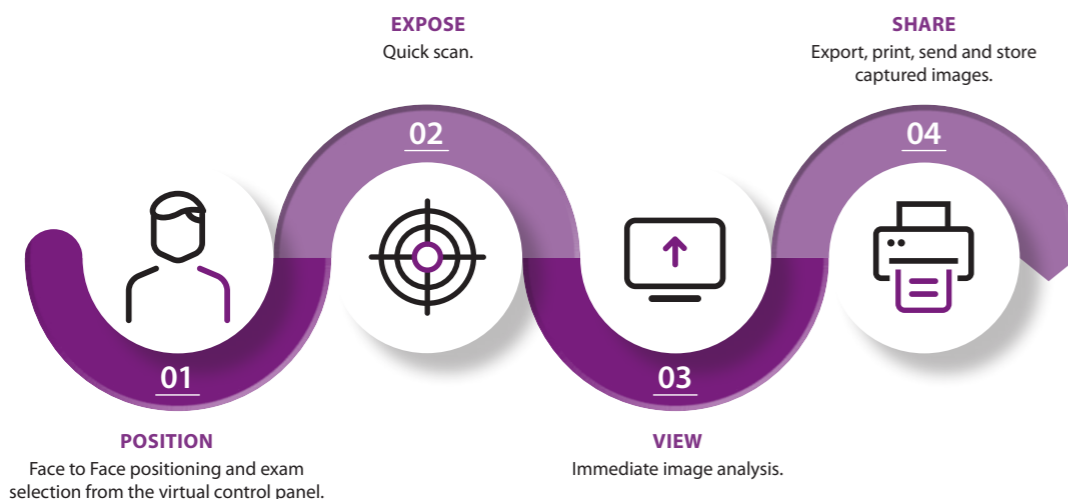 01
POSITION
Face to Face positioning and exam
selection from the virtual control panel.
EXPOSE
Quick scan.
02
03
VIEW
Immediate image analysis.
SHARE
Export, print, send and store
captured images.
04